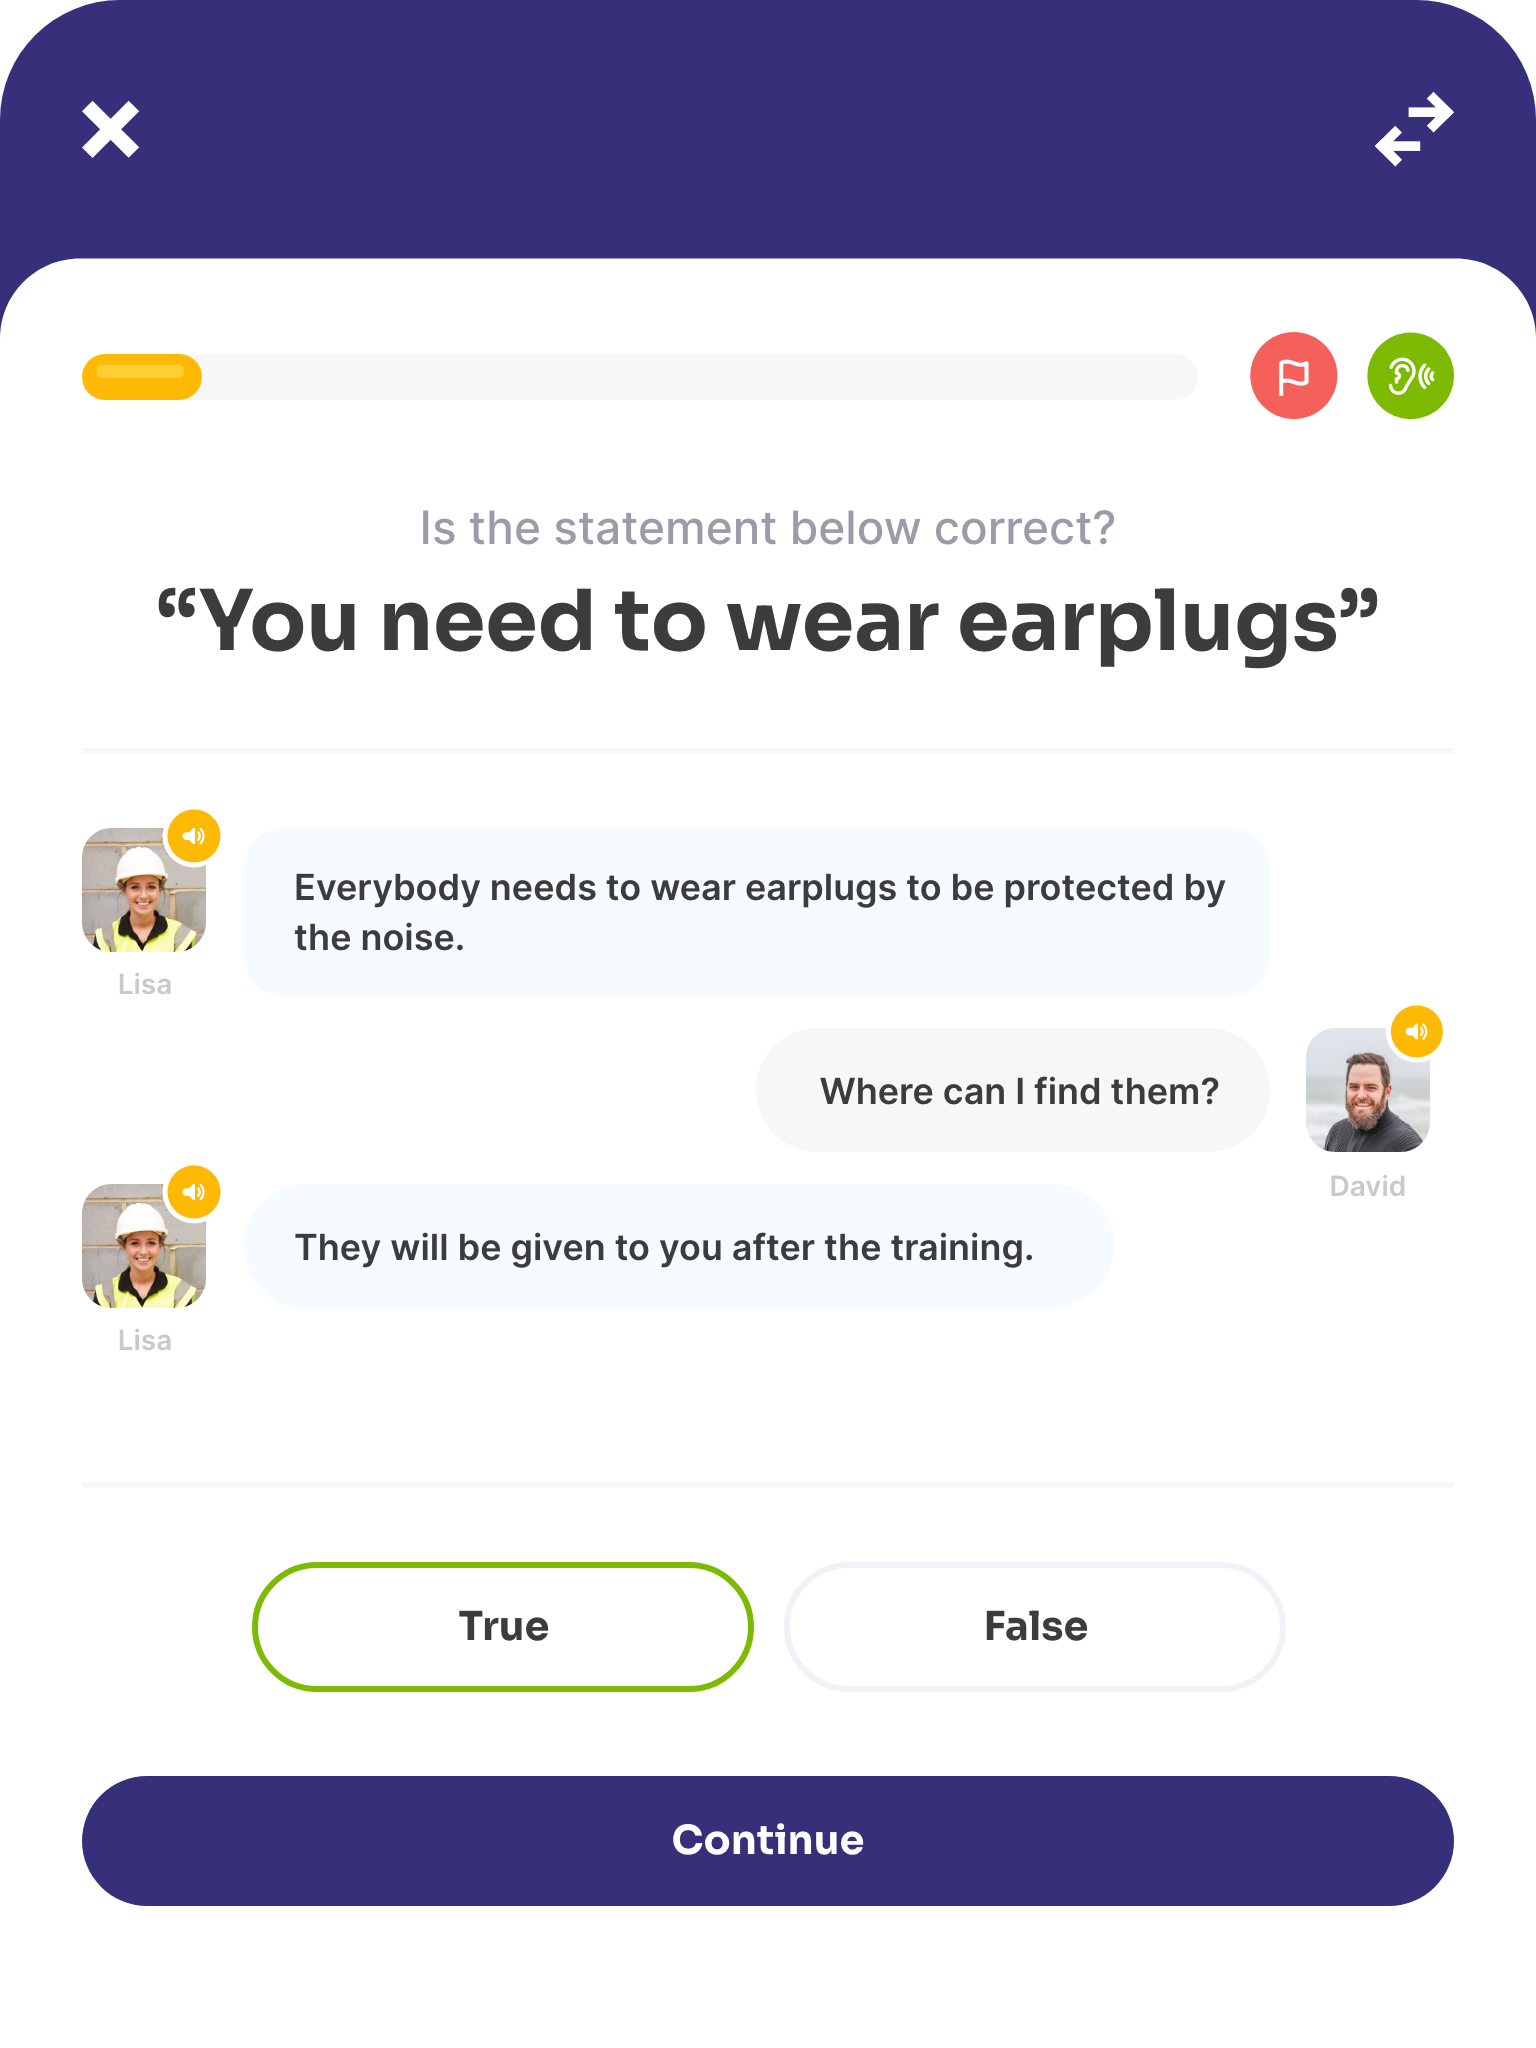 Is the statement below correct?
“You need to wear earplugs”
Everybody needs to wear earplugs to be protected by
the noise.
Lisa
Where can I find them?
David
They will be given to you after the training.
Lisa
True
False
Continue